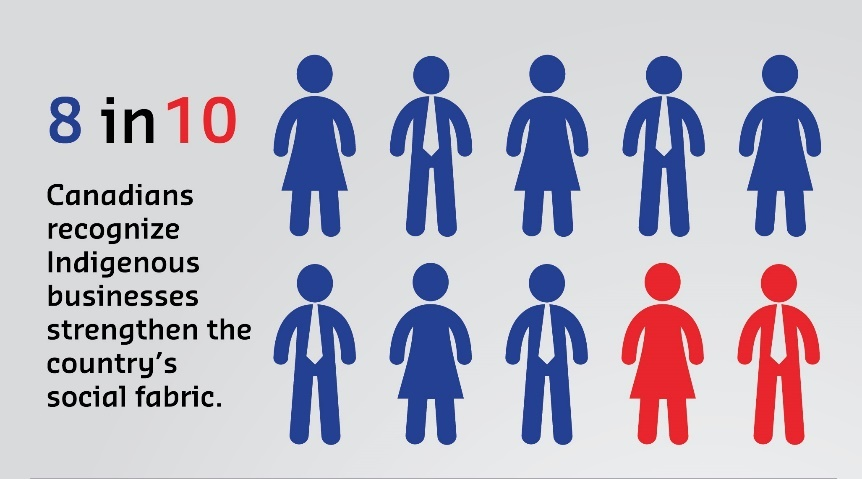 8 in 10
Canadians
recognize
Indigenous
businesses
strengthen the
country's
social fabric.